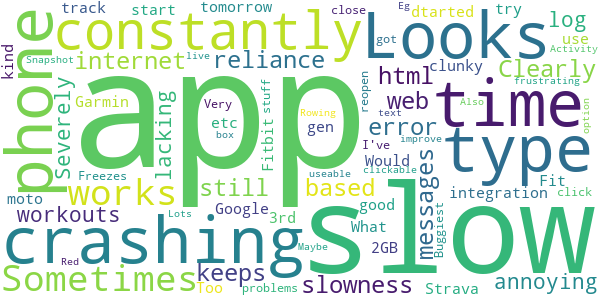 track start tomorrow close Eg try
kind phone constantly dtarted Looks log
internet live got Activity use
Snapshot app reliance html Clearly clunky
Severely Garmin lacking Very etc box gen Fitbit stuff Rowing reopen web time frustrating Also option
error text improve type
works still based I've clickable messages
Freezes Would useable Buggiest integration Fit click
moto workouts Lots Google 3rd good What 2GB
crashing slow
Sometimes Red keeps Too problems slowness Maybe Strava annoying